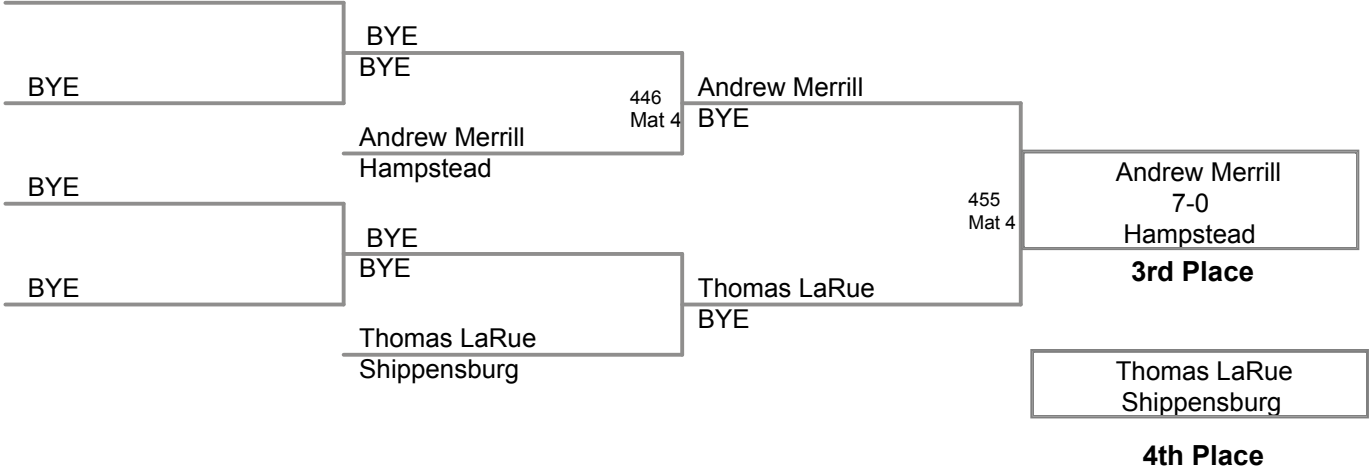 BYE
BYE
BYE
446
Mat 4
Andrew Merrill
Hampstead
Andrew Merrill
BYE
BYE
BYE
BYE
BYE
Thomas LaRue
Shippensburg
Thomas LaRue
BYE
455
Mat 4
Andrew Merrill
7-0
Hampstead
3rd Place
Thomas LaRue
Shippensburg
4th Place